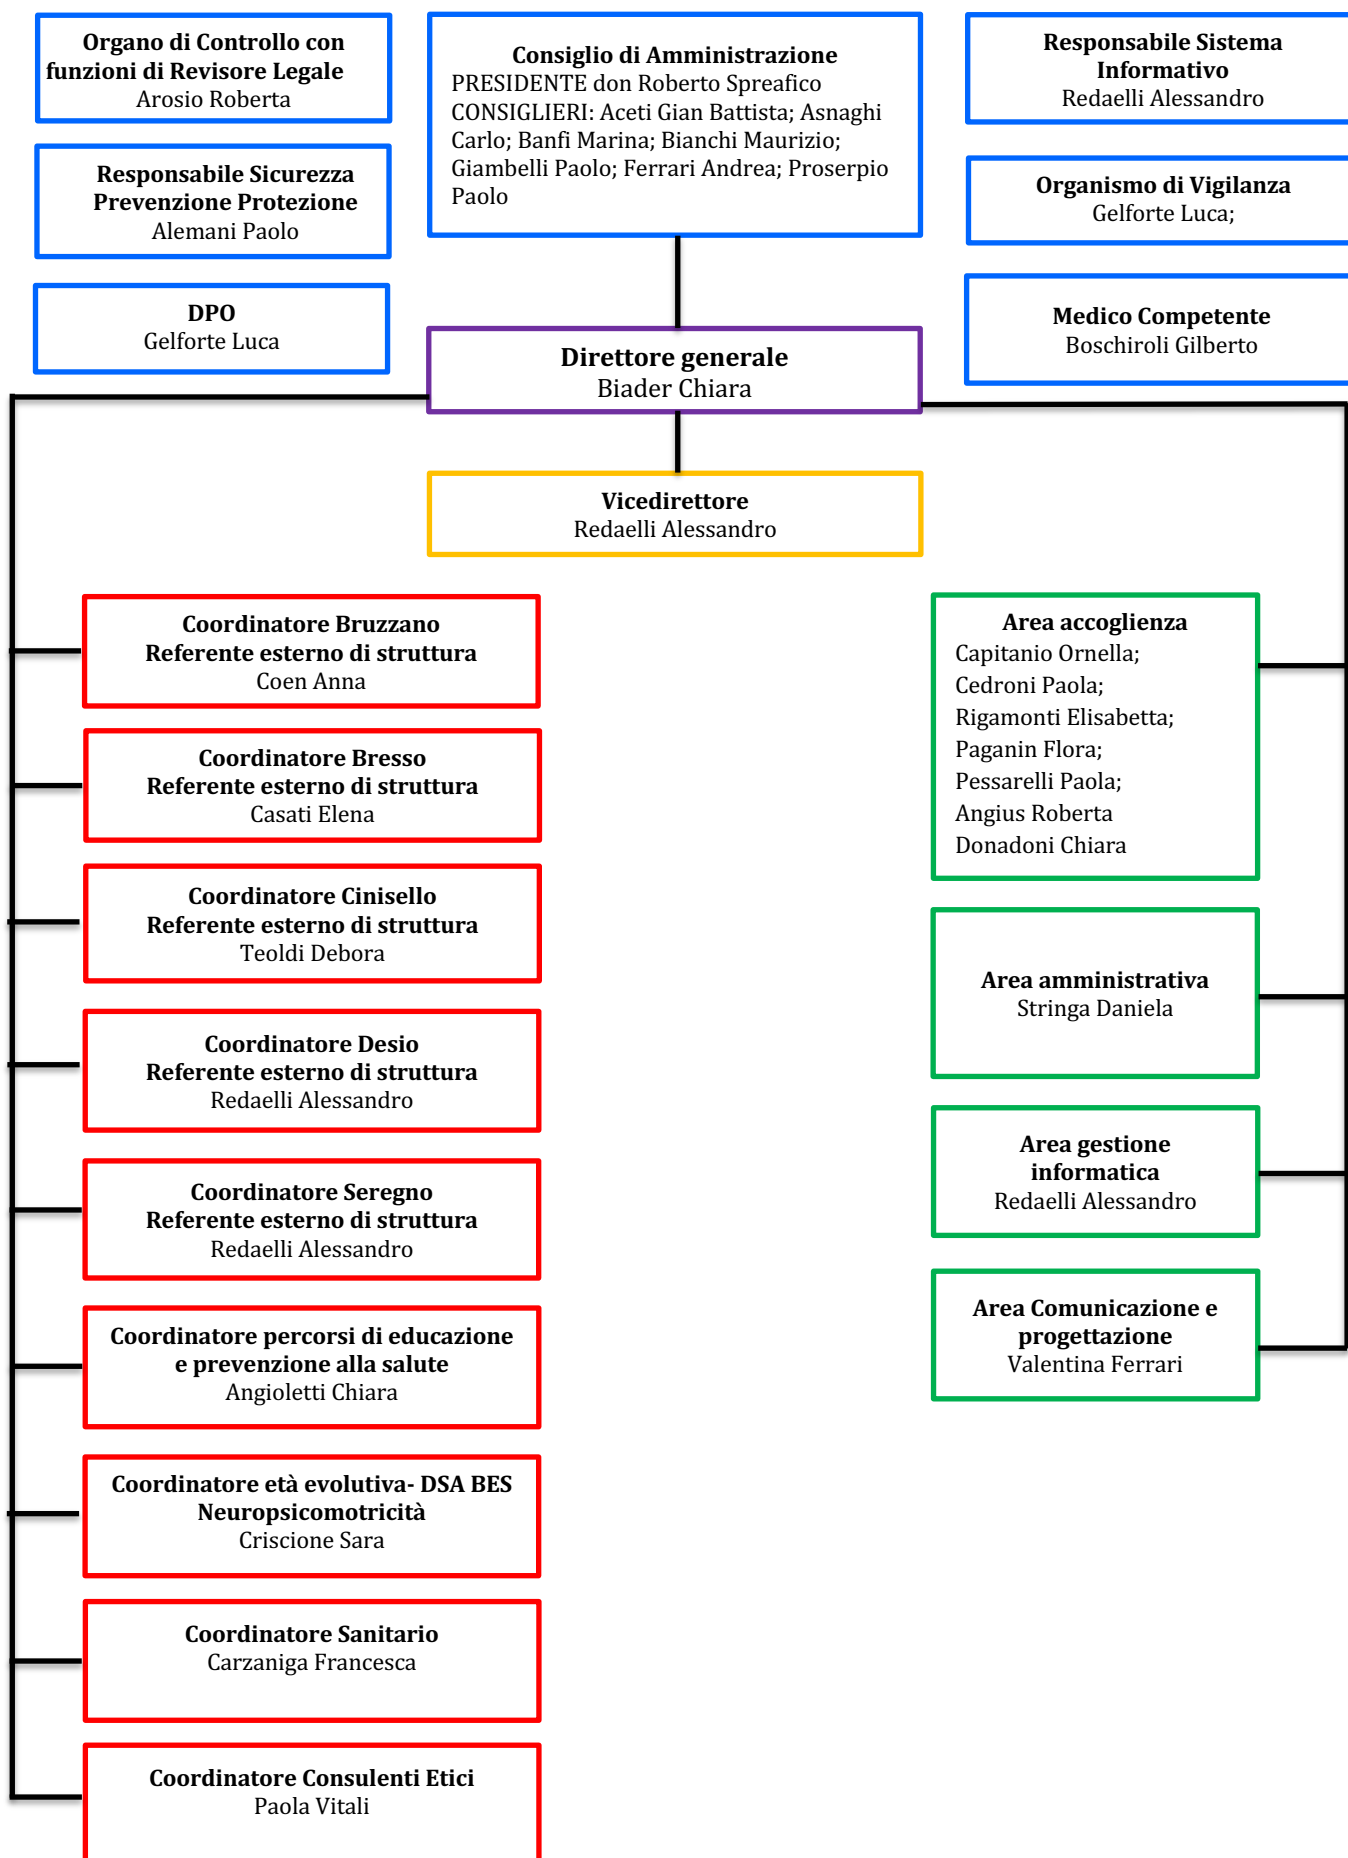 Organo di Controllo con
funzioni di Revisore Legale
Arosio Roberta
Responsabile Sicurezza
Prevenzione Protezione
Alemani Paolo
DPO
Gelforte Luca
Consiglio di Amministrazione
PRESIDENTE don Roberto Spreafico
CONSIGLIERI: Aceti Gian Battista; Asnaghi
Carlo; Banfi Marina; Bianchi Maurizio;
Giambelli Paolo; Ferrari Andrea; Proserpio
Paolo
Responsabile Sistema
Informativo
Redaelli Alessandro
Organismo di Vigilanza
Gelforte Luca;
Medico Competente
Boschiroli Gilberto
Direttore generale
Biader Chiara
Vicedirettore
Redaelli Alessandro
Coordinatore Bruzzano
Referente esterno di struttura
Coen Anna
Coordinatore Bresso
Referente esterno di struttura
Casati Elena
Coordinatore Cinisello
Referente esterno di struttura
Teoldi Debora
Coordinatore Desio
Referente esterno di struttura
Redaelli Alessandro
Coordinatore Seregno
Referente esterno di struttura
Redaelli Alessandro
Coordinatore percorsi di educazione
e prevenzione alla salute
Angioletti Chiara
Coordinatore età evolutiva- DSA BES
Neuropsicomotricità
Criscione Sara
Coordinatore Sanitario
Carzaniga Francesca
Coordinatore Consulenti Etici
Paola Vitali
Area accoglienza
Capitanio Ornella;
Cedroni Paola;
Rigamonti Elisabetta;
Paganin Flora;
Pessarelli Paola;
Angius Roberta
Donadoni Chiara
Area amministrativa
Stringa Daniela
Area gestione
informatica
Redaelli Alessandro
Area Comunicazione e
progettazione
Valentina Ferrari